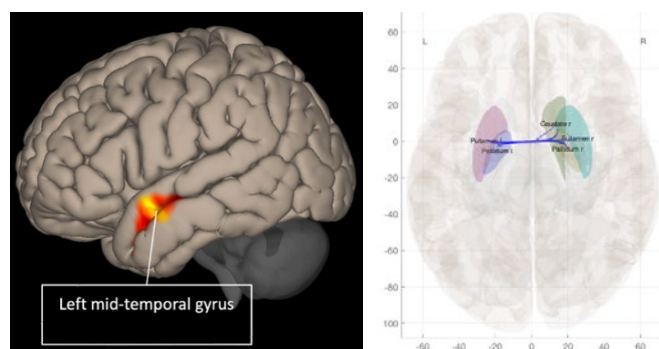 Left mid-temporal gyrus
L
R
60
40
20
0
-20
-40
-60
-80
-100
Caudate r
Putamen l
Putamen r
Pallidum l
Pallidum r
-60
-40
-20
0
20
40
60